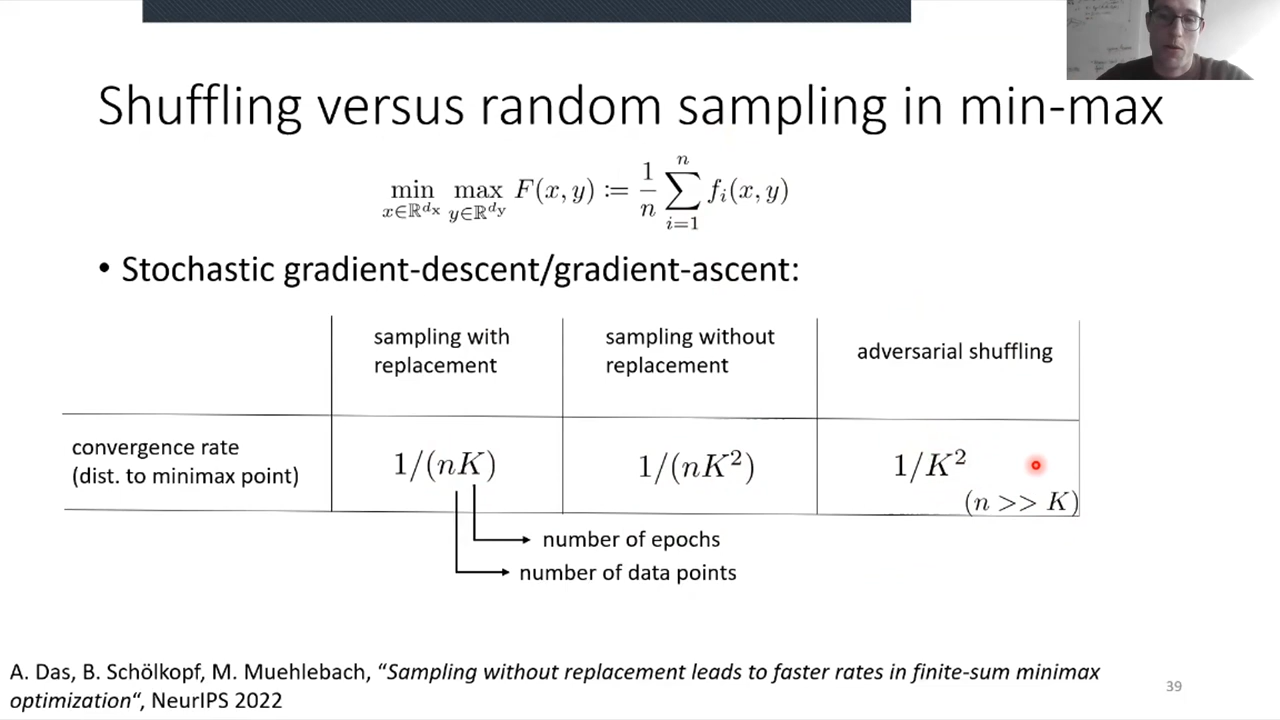 Shuffling versus random sampling in min-max
min max F(x, y) := 1/n ∑ f_i(x, y)
x∈ℝ^{d_x} y∈ℝ^{d_y} i=1 n
• Stochastic gradient-descent/gradient-ascent:
sampling with
replacement
sampling without
replacement
adversarial shuffling
convergence rate
(dist. to minimax point)
1/(nK)
1/(nK²)
1/K²
(n >> K)
number of epochs
number of data points
A. Das, B. Schölkopf, M. Muehlebach, “Sampling without replacement leads to faster rates in finite-sum minimax
optimization“, NeurIPS 2022
39